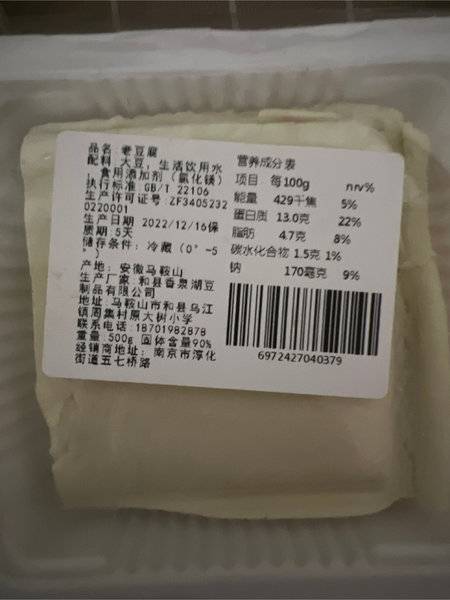 品名: 老豆腐
配料: 大豆, 生活饮用水
, 食用添加剂 (氯化镁)
执行标准 GB/T 22106
生产许可证号 ZF3405232
0220001
生产日期 2022/12/16保
质期: 5天
储存条件: 冷藏 (0°-5
°)
产地: 安徽马鞍山
生产厂家:和县香泉湖豆
制品有限公司
地址: 马鞍山市和县乌江
镇周集村原大树小学
联系电话:18701982878
重量:500g 固体含量90%
经销商地址: 南京市淳化
街道五七桥路
营养成分表
项目 每100g nrv%
能量 429千焦 5%
蛋白质 13.0克 22%
脂肪 4.7克 8%
碳水化合物 1.5克 1%
钠 170毫克 9%
6972427040379